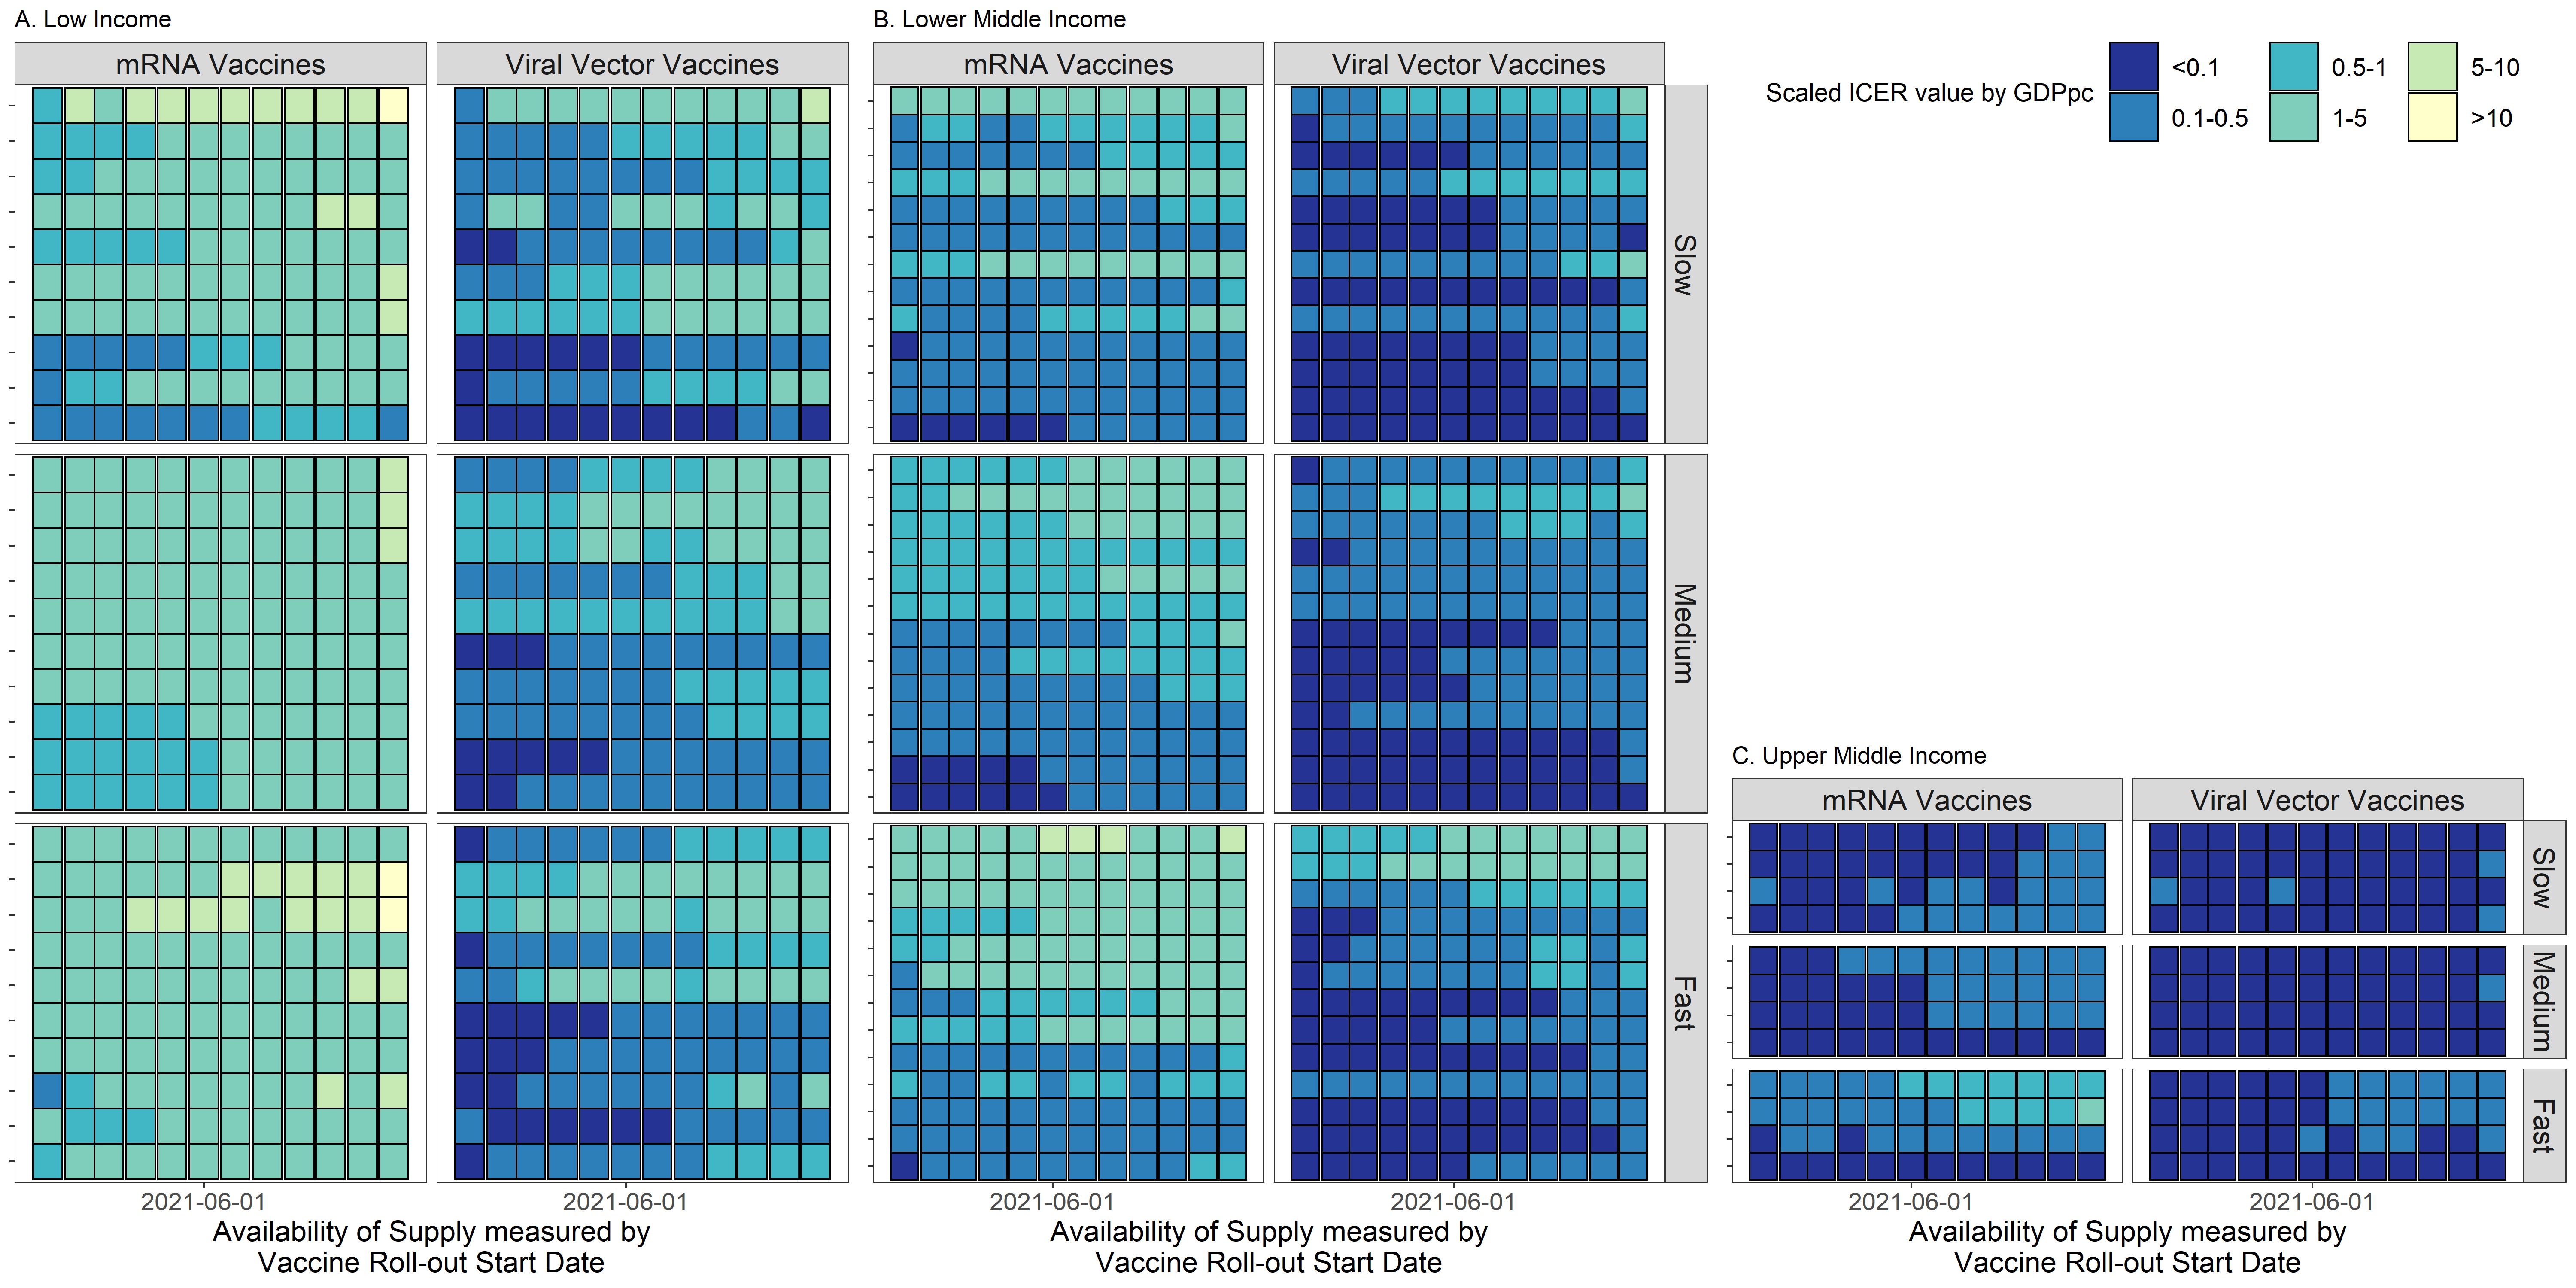 A. Low Income
mRNA Vaccines
Viral Vector Vaccines
B. Lower Middle Income
mRNA Vaccines
Viral Vector Vaccines
Slow
Medium
Fast
Scaled ICER value by GDPpc
<0.1
0.1-0.5
0.5-1
1-5
5-10
>10
C. Upper Middle Income
mRNA Vaccines
Viral Vector Vaccines
Slow
Medium
Fast
2021-06-01
2021-06-01
Availability of Supply measured by
Vaccine Roll-out Start Date
2021-06-01
2021-06-01
Availability of Supply measured by
Vaccine Roll-out Start Date
2021-06-01
2021-06-01
Availability of Supply measured by
Vaccine Roll-out Start Date